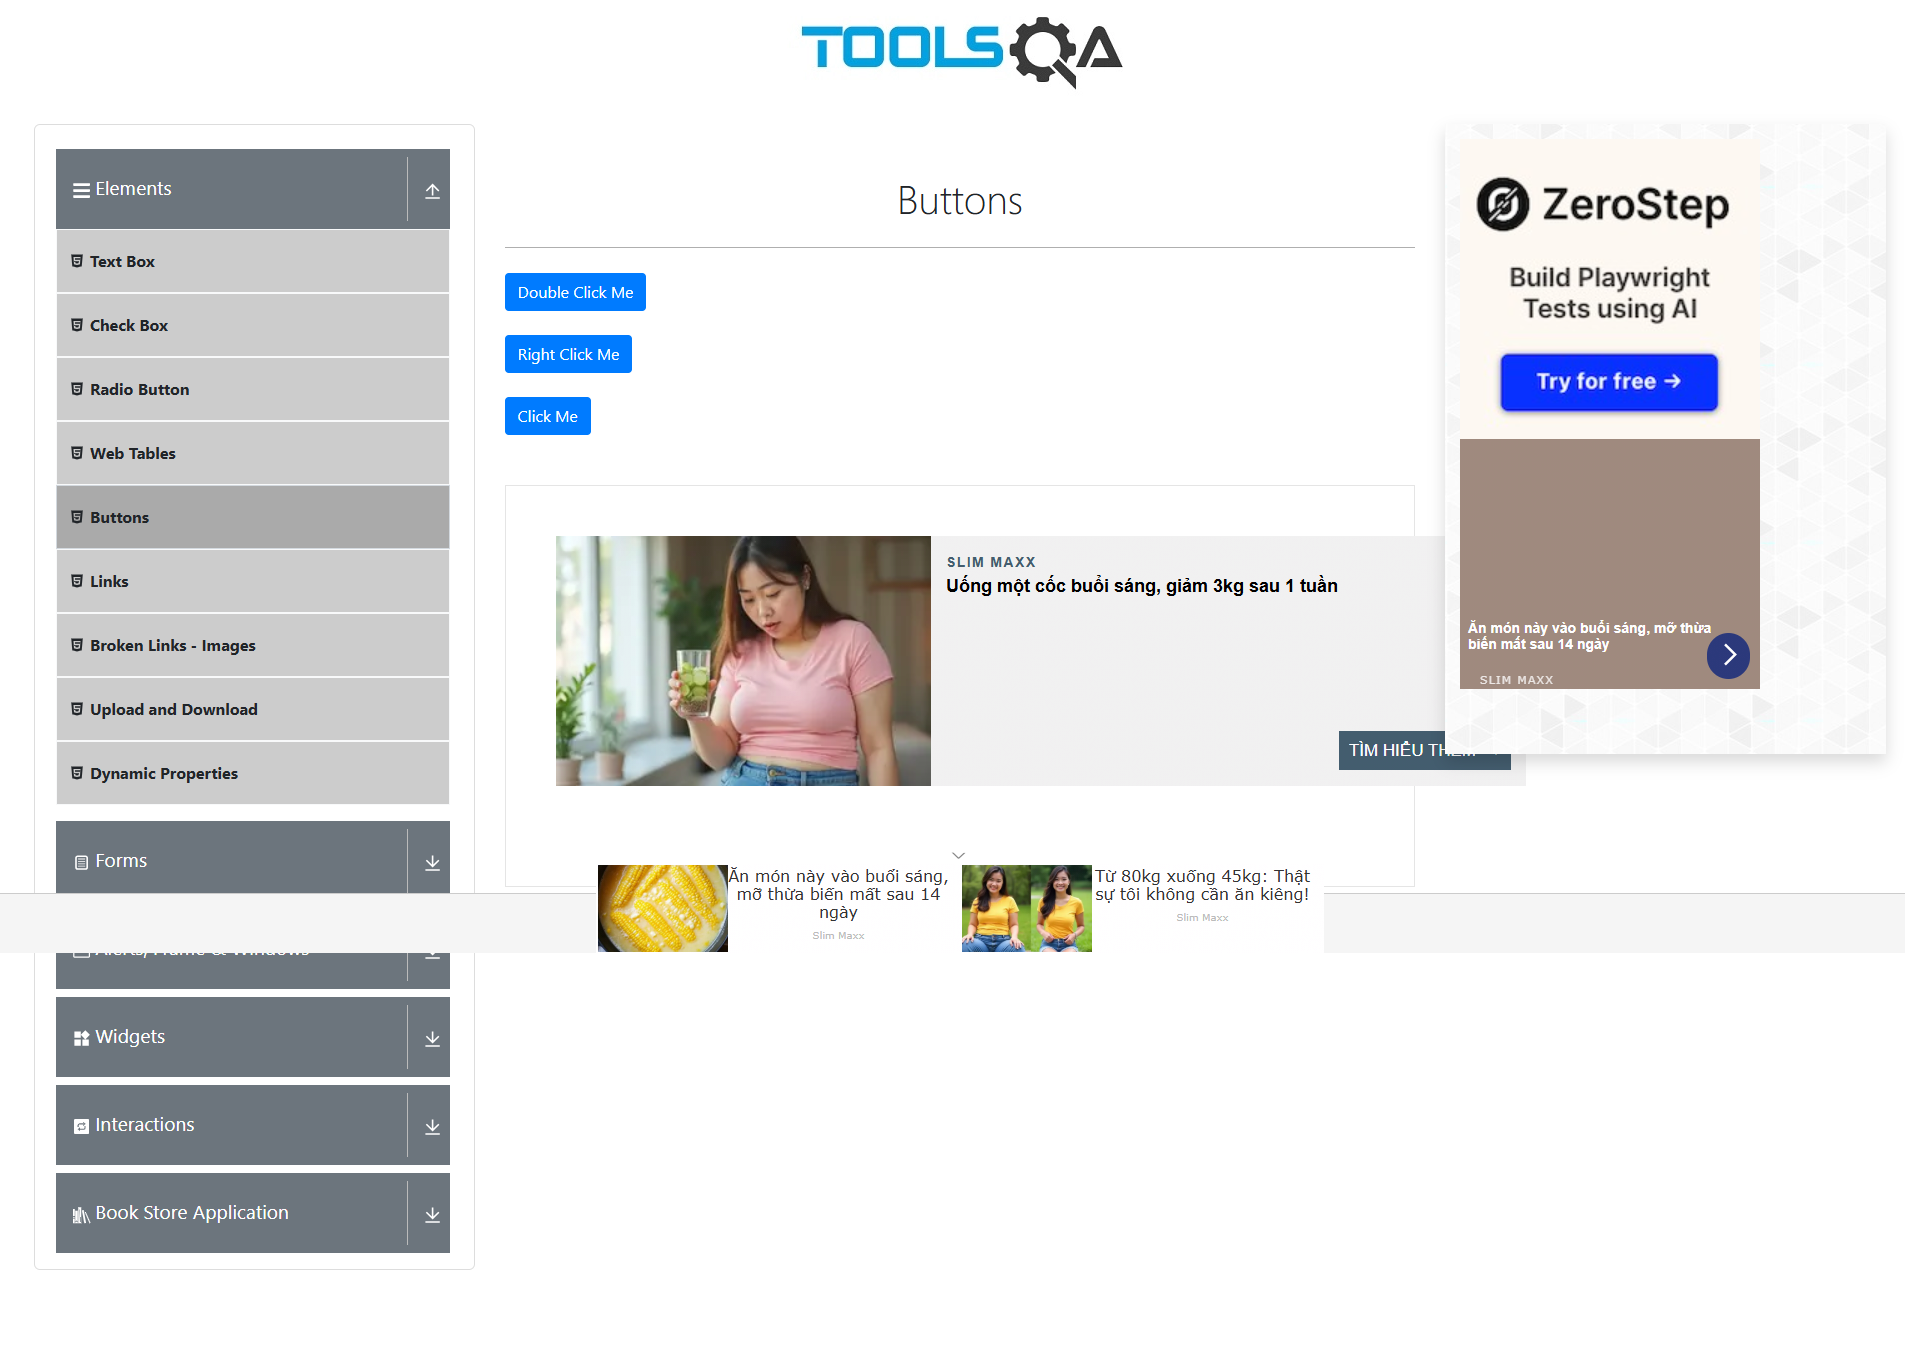 TOOLSQA
Elements
Text Box
Check Box
Radio Button
Web Tables
Buttons
Links
Broken Links - Images
Upload and Download
Dynamic Properties
Forms
Alerts, Frame & Windows
Widgets
Interactions
Book Store Application
Buttons
Double Click Me
Right Click Me
Click Me
SLIM MAXX
Uống một cốc buổi sáng, giảm 3kg sau 1 tuần
TÌM HIỂU THÊM
Ăn món này vào buổi sáng,
mỡ thừa biến mất sau 14
ngày
Slim Maxx
Từ 80kg xuống 45kg: Thật
sự tôi không cần ăn kiêng!
Slim Maxx
ZeroStep
Build Playwright
Tests using AI
Try for free →
Ăn món này vào buổi sáng, mỡ thừa
biến mất sau 14 ngày
SLIM MAXX